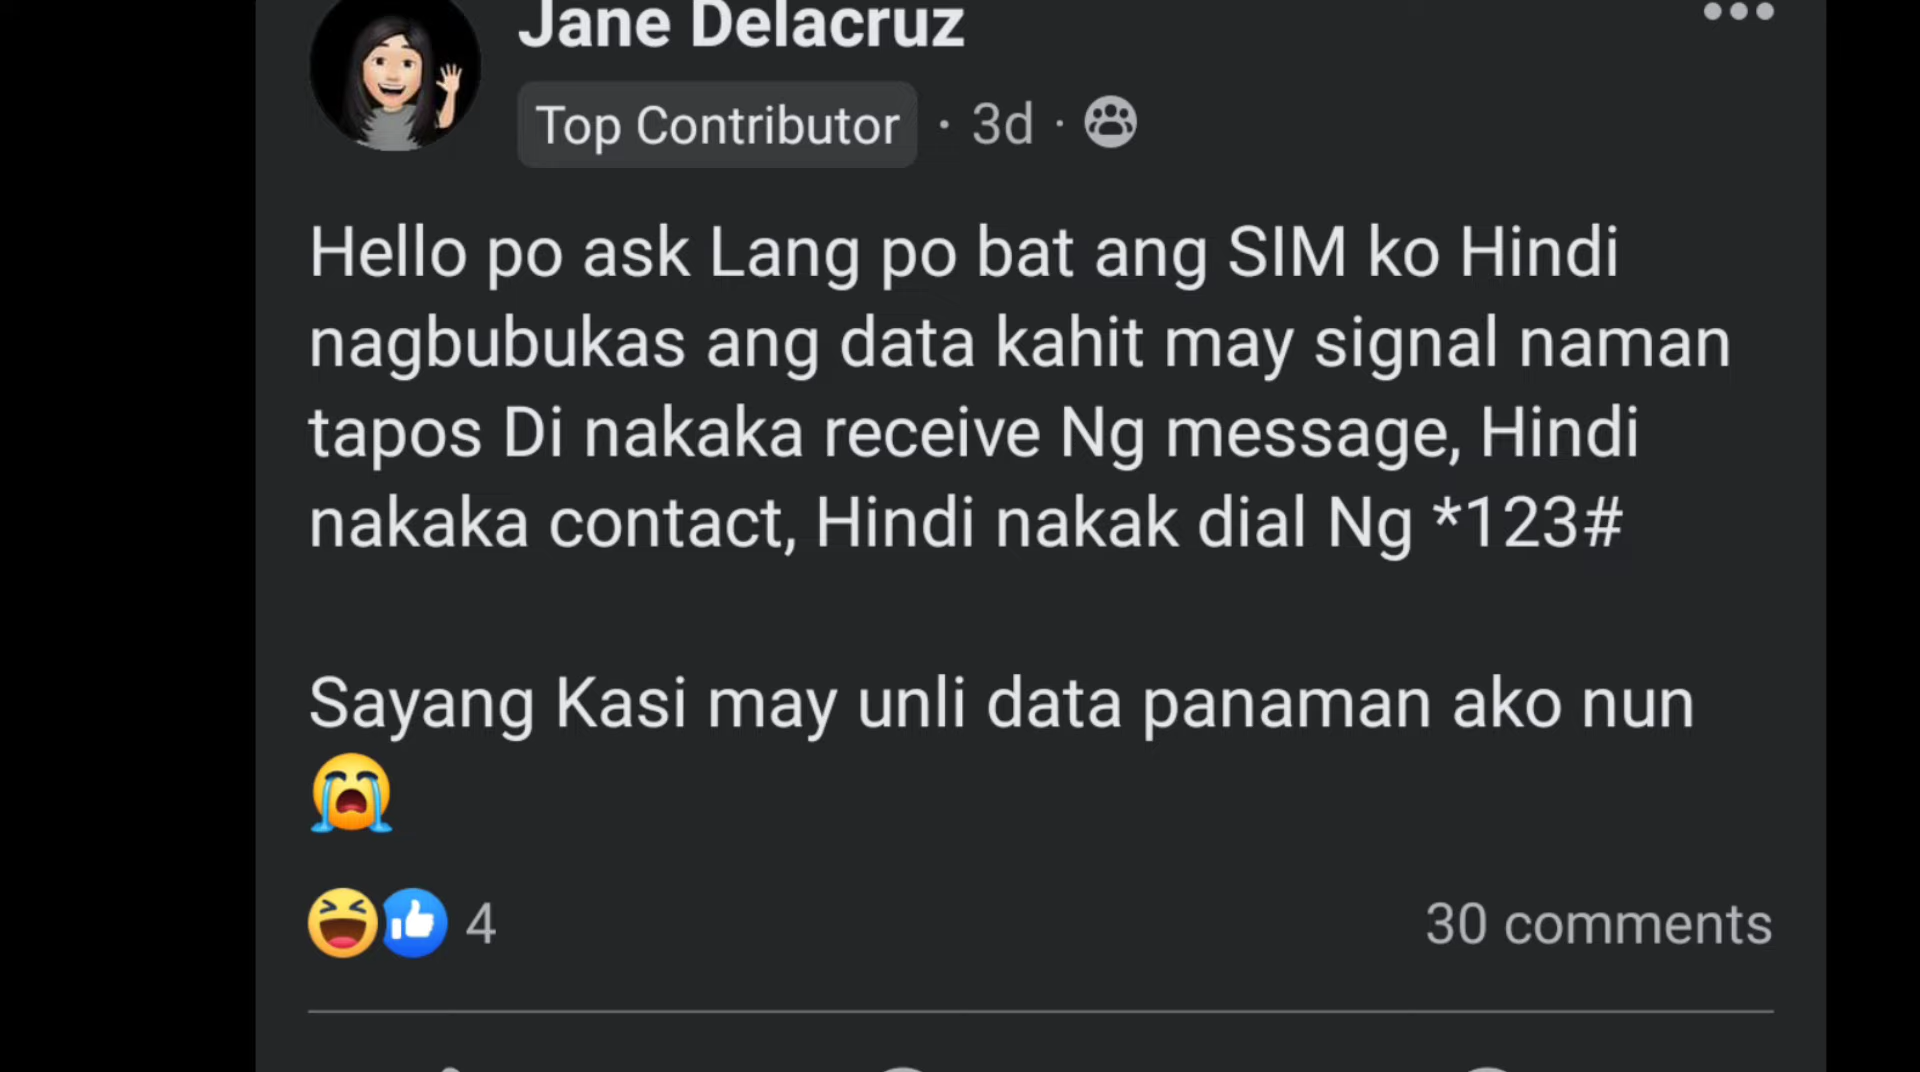 Jane Delacruz
Top Contributor · 3d ·
Hello po ask Lang po bat ang SIM ko Hindi
nagbubukas ang data kahit may signal naman
tapos Di nakaka receive Ng message, Hindi
nakaka contact, Hindi nakak dial Ng *123#
Sayang Kasi may unli data panaman ako nun
😭
4
30 comments